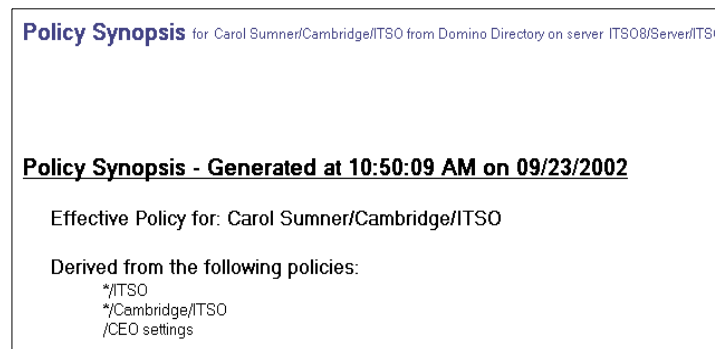 Policy Synopsis for Carol Sumner/Cambridge/ITSO from Domino Directory on server ITSO8/Server/ITS
Policy Synopsis - Generated at 10:50:09 AM on 09/23/2002
Effective Policy for: Carol Sumner/Cambridge/ITSO
Derived from the following policies:
*/ITSO
*/Cambridge/ITSO
/CEO settings